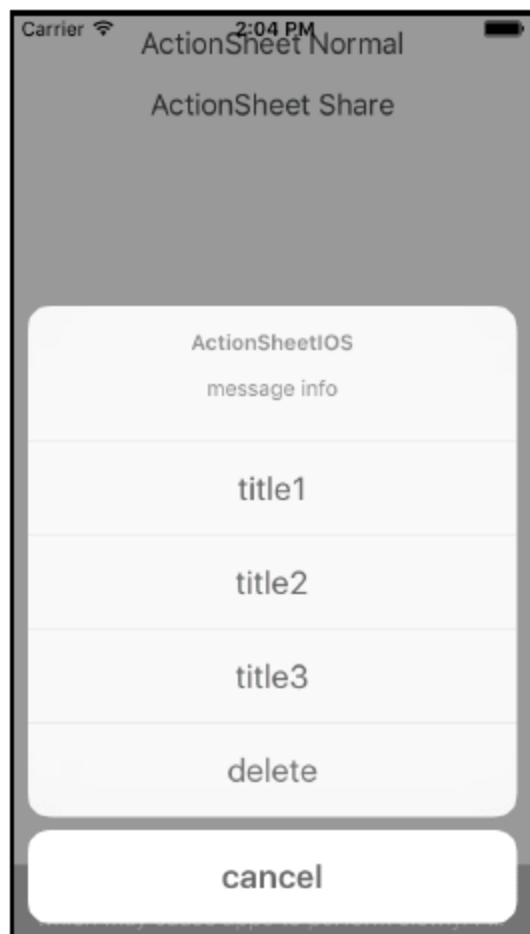 Carrier 2:04 PM
ActionSheet Normal
ActionSheet Share
ActionSheetIOS
message info
title1
title2
title3
delete
cancel